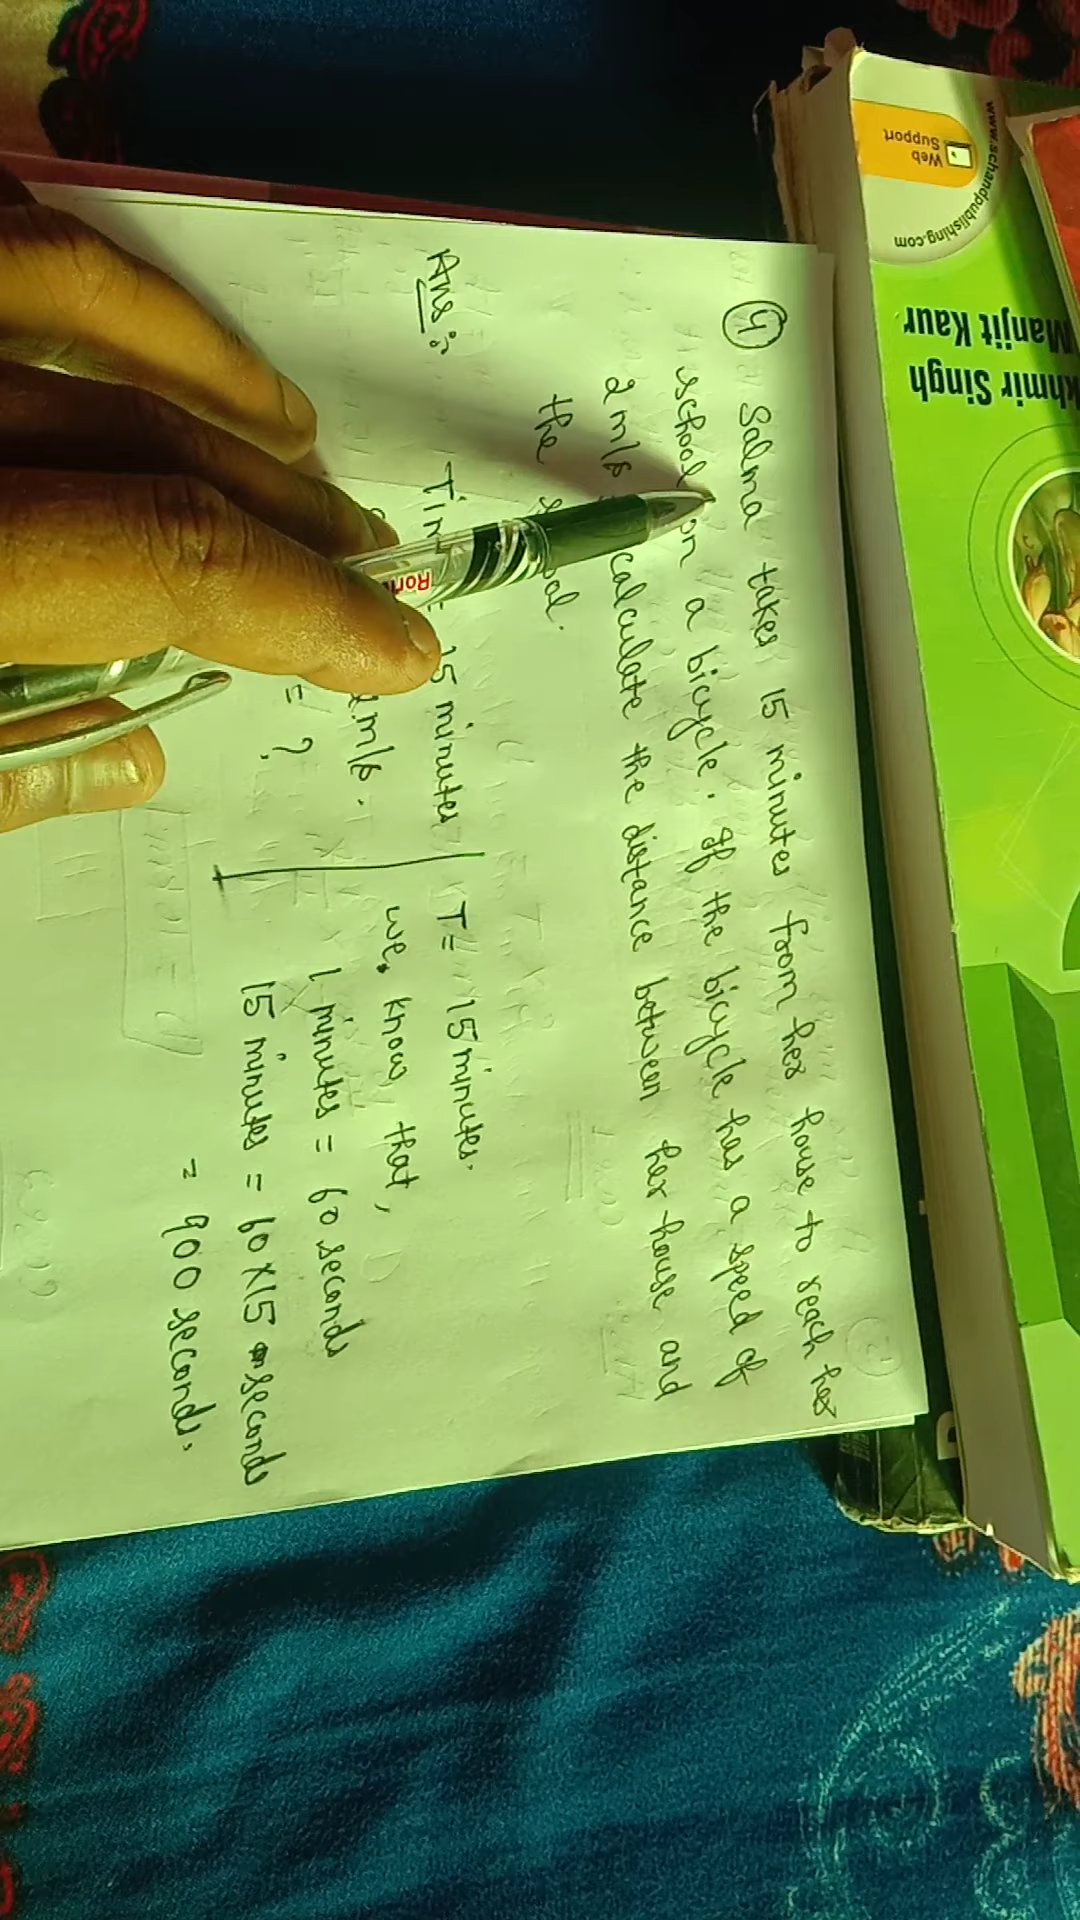 ④ Salma takes 15 minutes from her house to reach her
school on a bicycle. If the bicycle has a speed of
2 m/s calculate the distance between her house and
the
Ans:
= 15 minutes
2 m/s.
= ?
T = 15 minutes.
we know that,
1 minutes = 60 seconds
15 minutes = 60 × 15 seconds
= 900 seconds.
www.schandpublishing.com
Web
Support
khmir Singh
Manjit Kaur